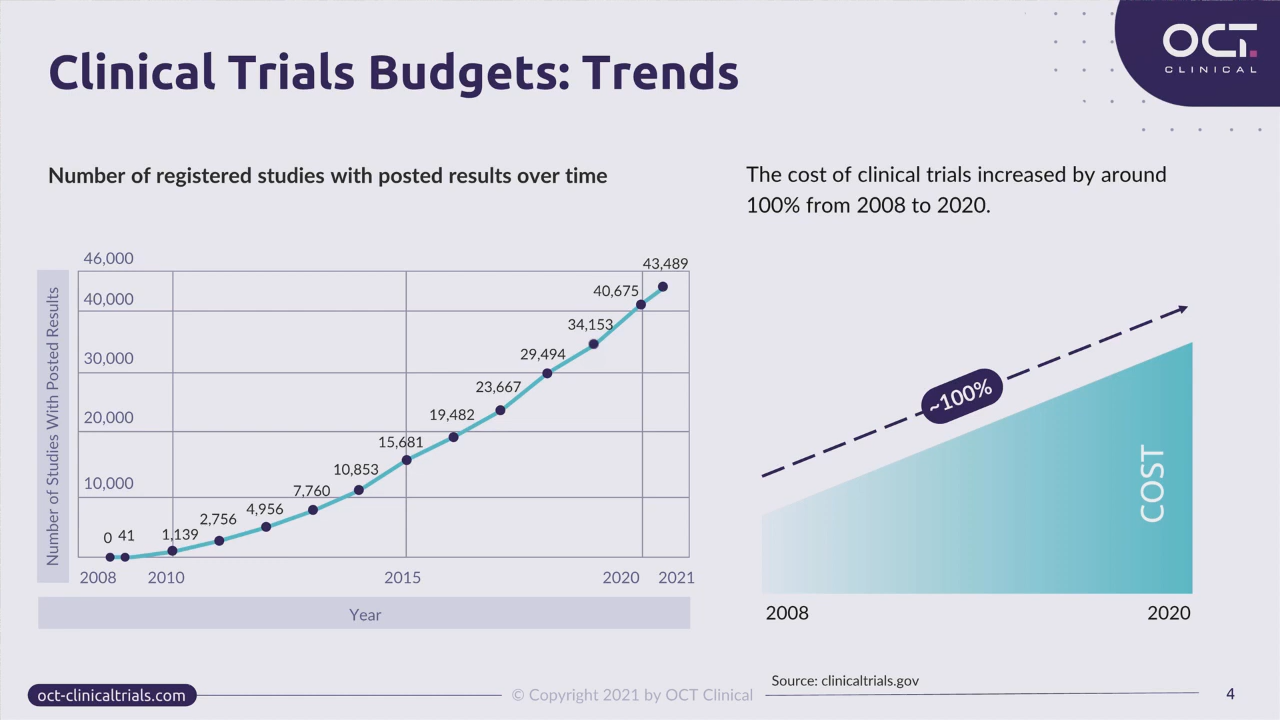 Clinical Trials Budgets: Trends
OCT
CLINICAL
Number of registered studies with posted results over time
The cost of clinical trials increased by around
100% from 2008 to 2020.
Number of Studies With Posted Results
46,000
40,000
30,000
20,000
10,000
0
41
1,139
2,756
4,956
7,760
10,853
15,681
19,482
23,667
29,494
34,153
40,675
43,489
2008
2010
2015
2020
2021
Year
~100%
COST
2008
2020
Source: clinicaltrials.gov
oct-clinicaltrials.com
© Copyright 2021 by OCT Clinical
4